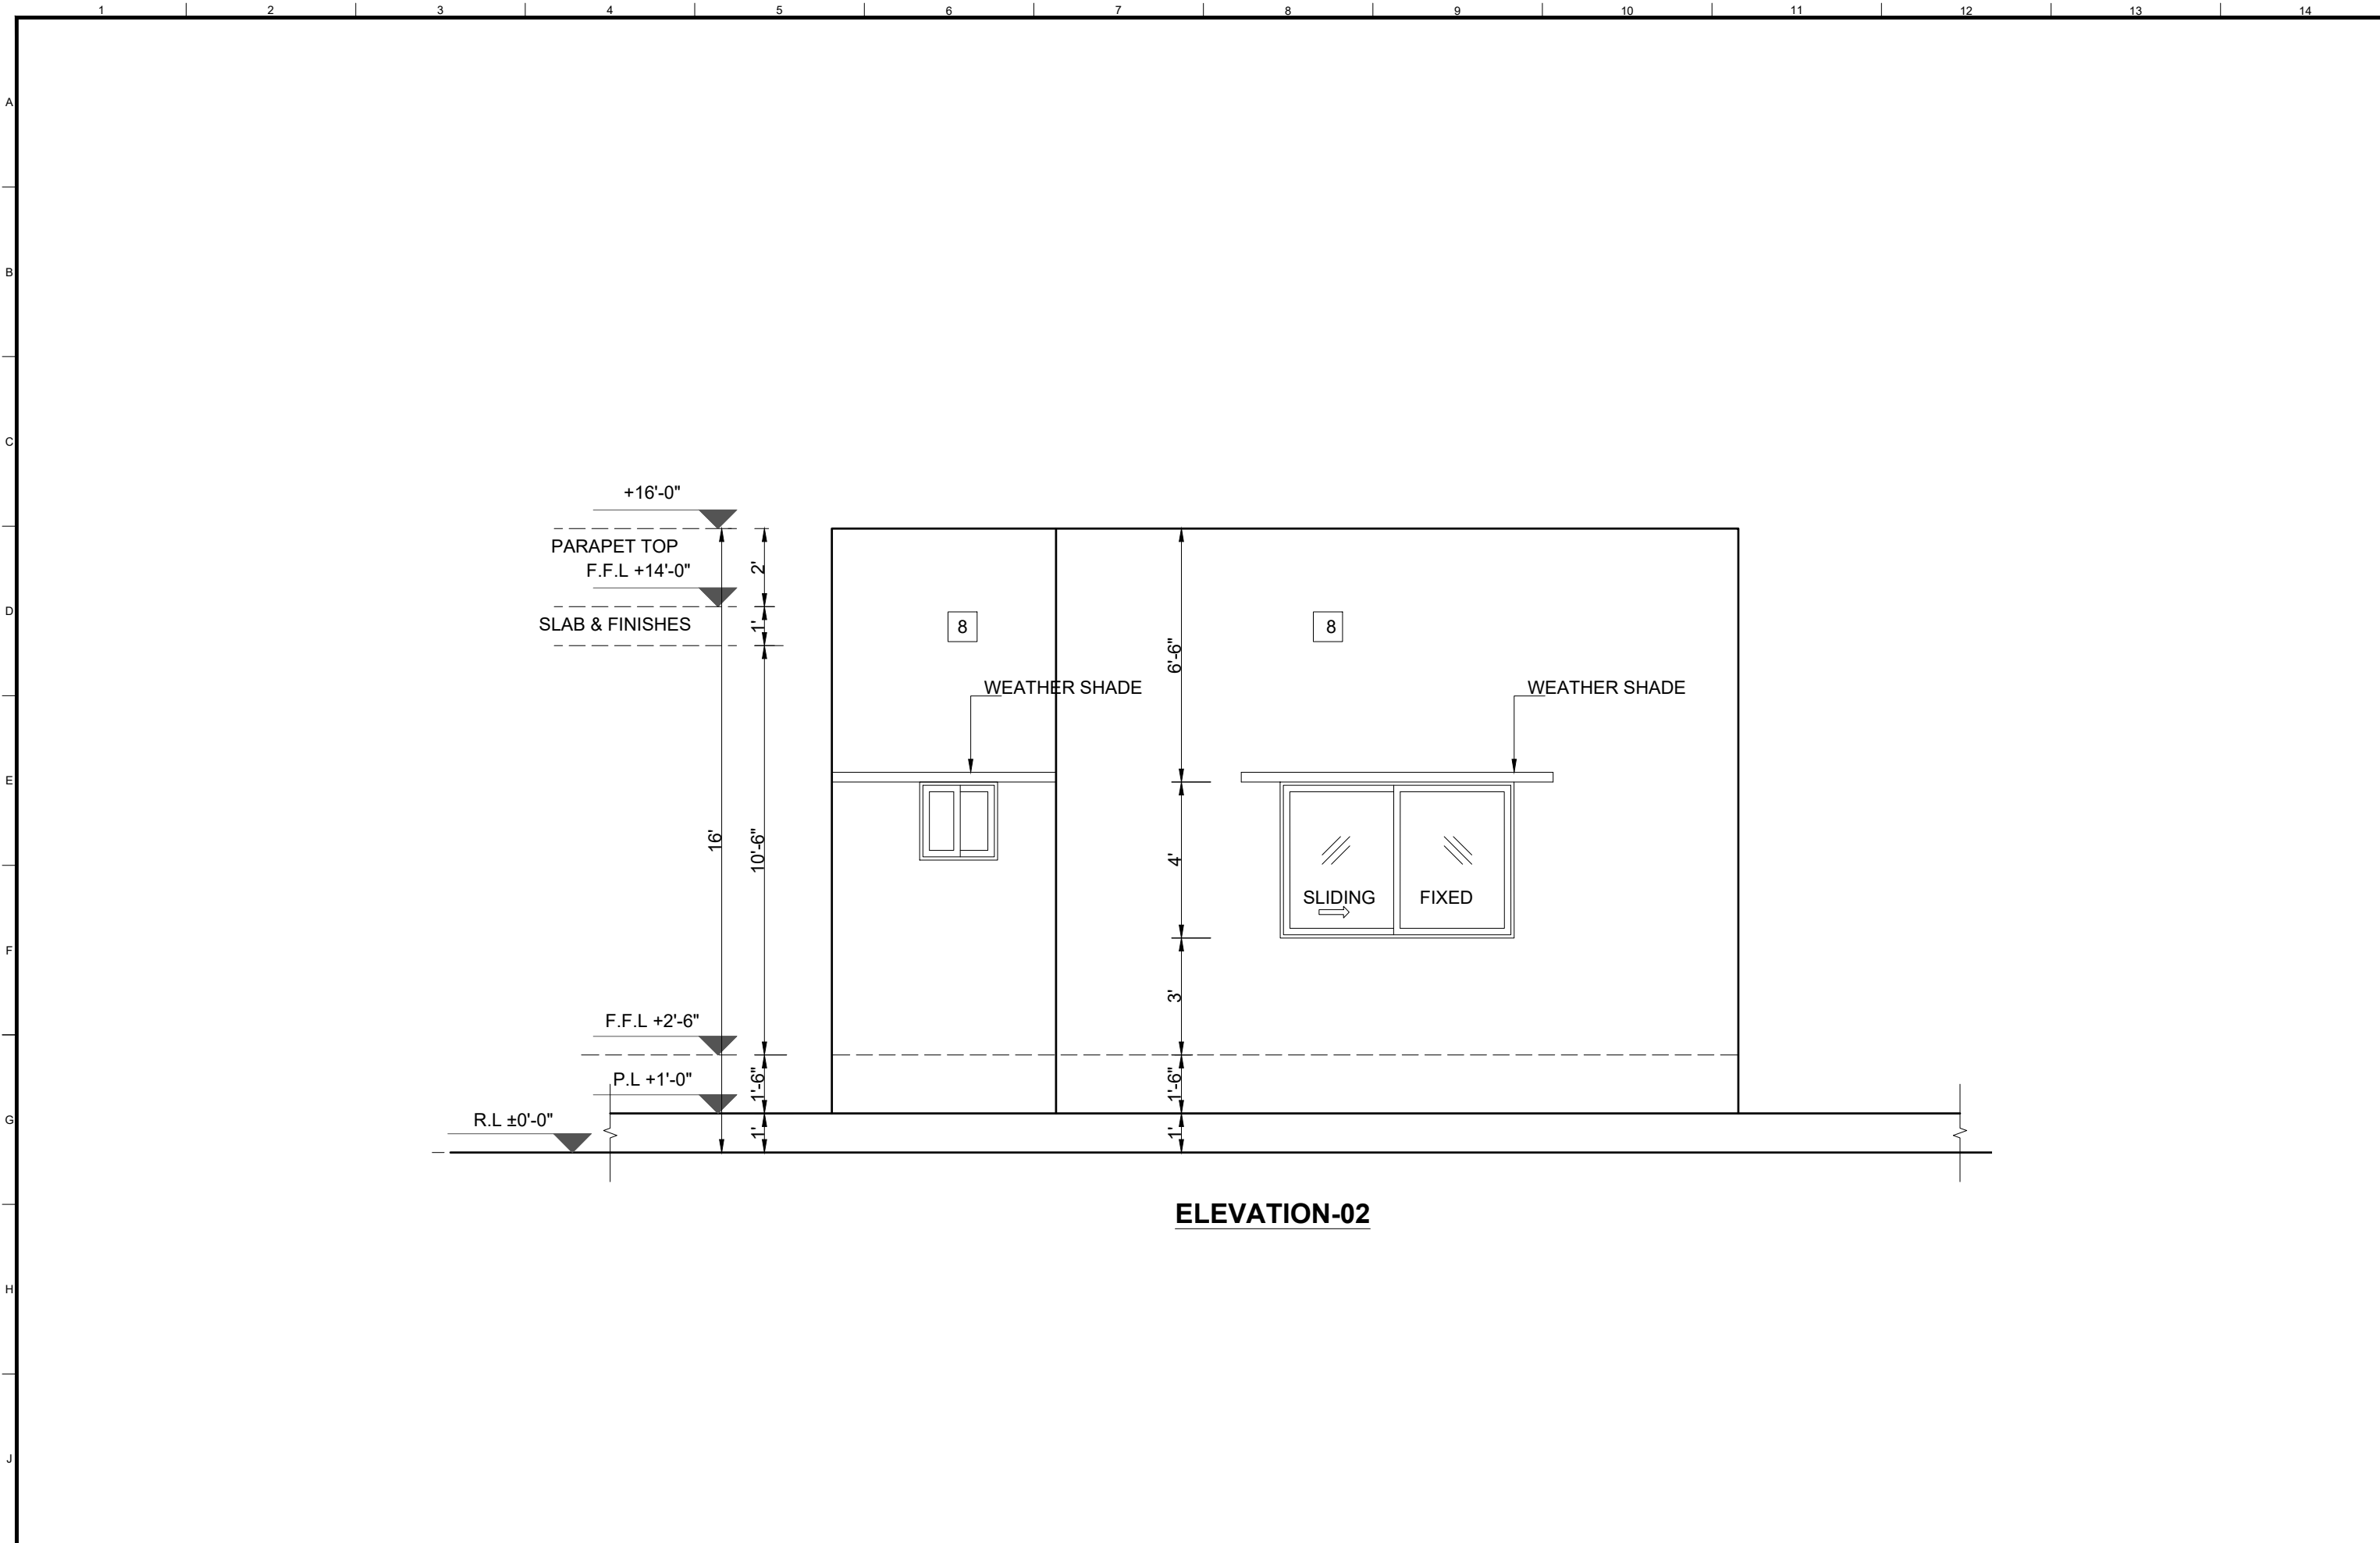 1 2 3 4 5 6 7 8 9 10 11 12 13 14
A
B
C
D
E
F
G
H
J
+16'-0"
PARAPET TOP
F.F.L +14'-0"
SLAB & FINISHES
F.F.L +2'-6"
P.L +1'-0"
R.L ±0'-0"
16'
2'
1'
10'-6"
1'-6"
1'
8
WEATHER SHADE
6'-6"
4'
3'
1'-6"
1'
8
WEATHER SHADE
SLIDING
FIXED
ELEVATION-02